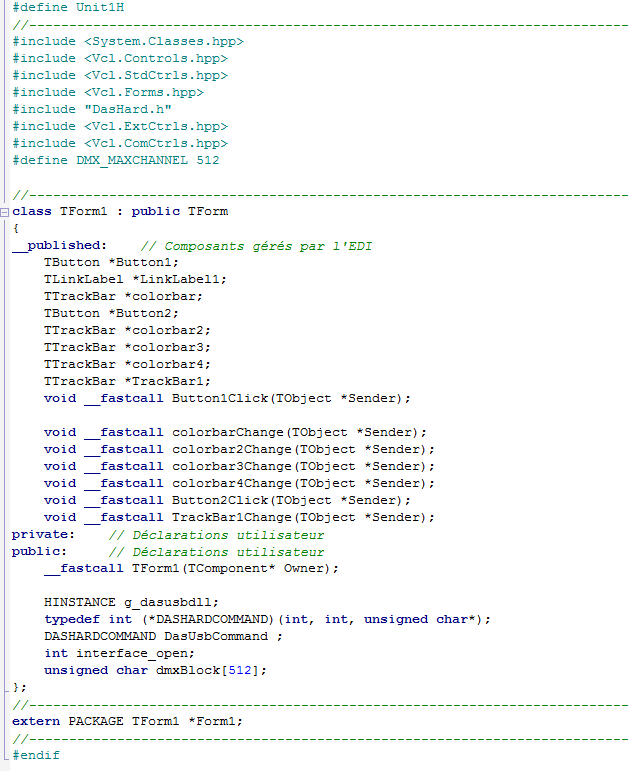 #define Unit1H
//---------------------------------------------------------------------------
#include <System.Classes.hpp>
#include <Vcl.Controls.hpp>
#include <Vcl.StdCtrls.hpp>
#include <Vcl.Forms.hpp>
#include "DasHard.h"
#include <Vcl.ExtCtrls.hpp>
#include <Vcl.ComCtrls.hpp>
#define DMX_MAXCHANNEL 512
//---------------------------------------------------------------------------
class TForm1 : public TForm
{
__published:    // Composants gérés par l'EDI
    TButton *Button1;
    TLinkLabel *LinkLabel1;
    TTrackBar *colorbar;
    TButton *Button2;
    TTrackBar *colorbar2;
    TTrackBar *colorbar3;
    TTrackBar *colorbar4;
    TTrackBar *TrackBar1;
    void __fastcall Button1Click(TObject *Sender);
    void __fastcall colorbarChange(TObject *Sender);
    void __fastcall colorbar2Change(TObject *Sender);
    void __fastcall colorbar3Change(TObject *Sender);
    void __fastcall colorbar4Change(TObject *Sender);
    void __fastcall Button2Click(TObject *Sender);
    void __fastcall TrackBar1Change(TObject *Sender);
private:    // Déclarations utilisateur
public:     // Déclarations utilisateur
    __fastcall TForm1(TComponent* Owner);
    HINSTANCE g_dasusbdll;
    typedef int (*DASHARDCOMMAND)(int, int, unsigned char*);
    DASHARDCOMMAND DasUsbCommand ;
    int interface_open;
    unsigned char dmxBlock[512];
};
//---------------------------------------------------------------------------
extern PACKAGE TForm1 *Form1;
//---------------------------------------------------------------------------
#endif